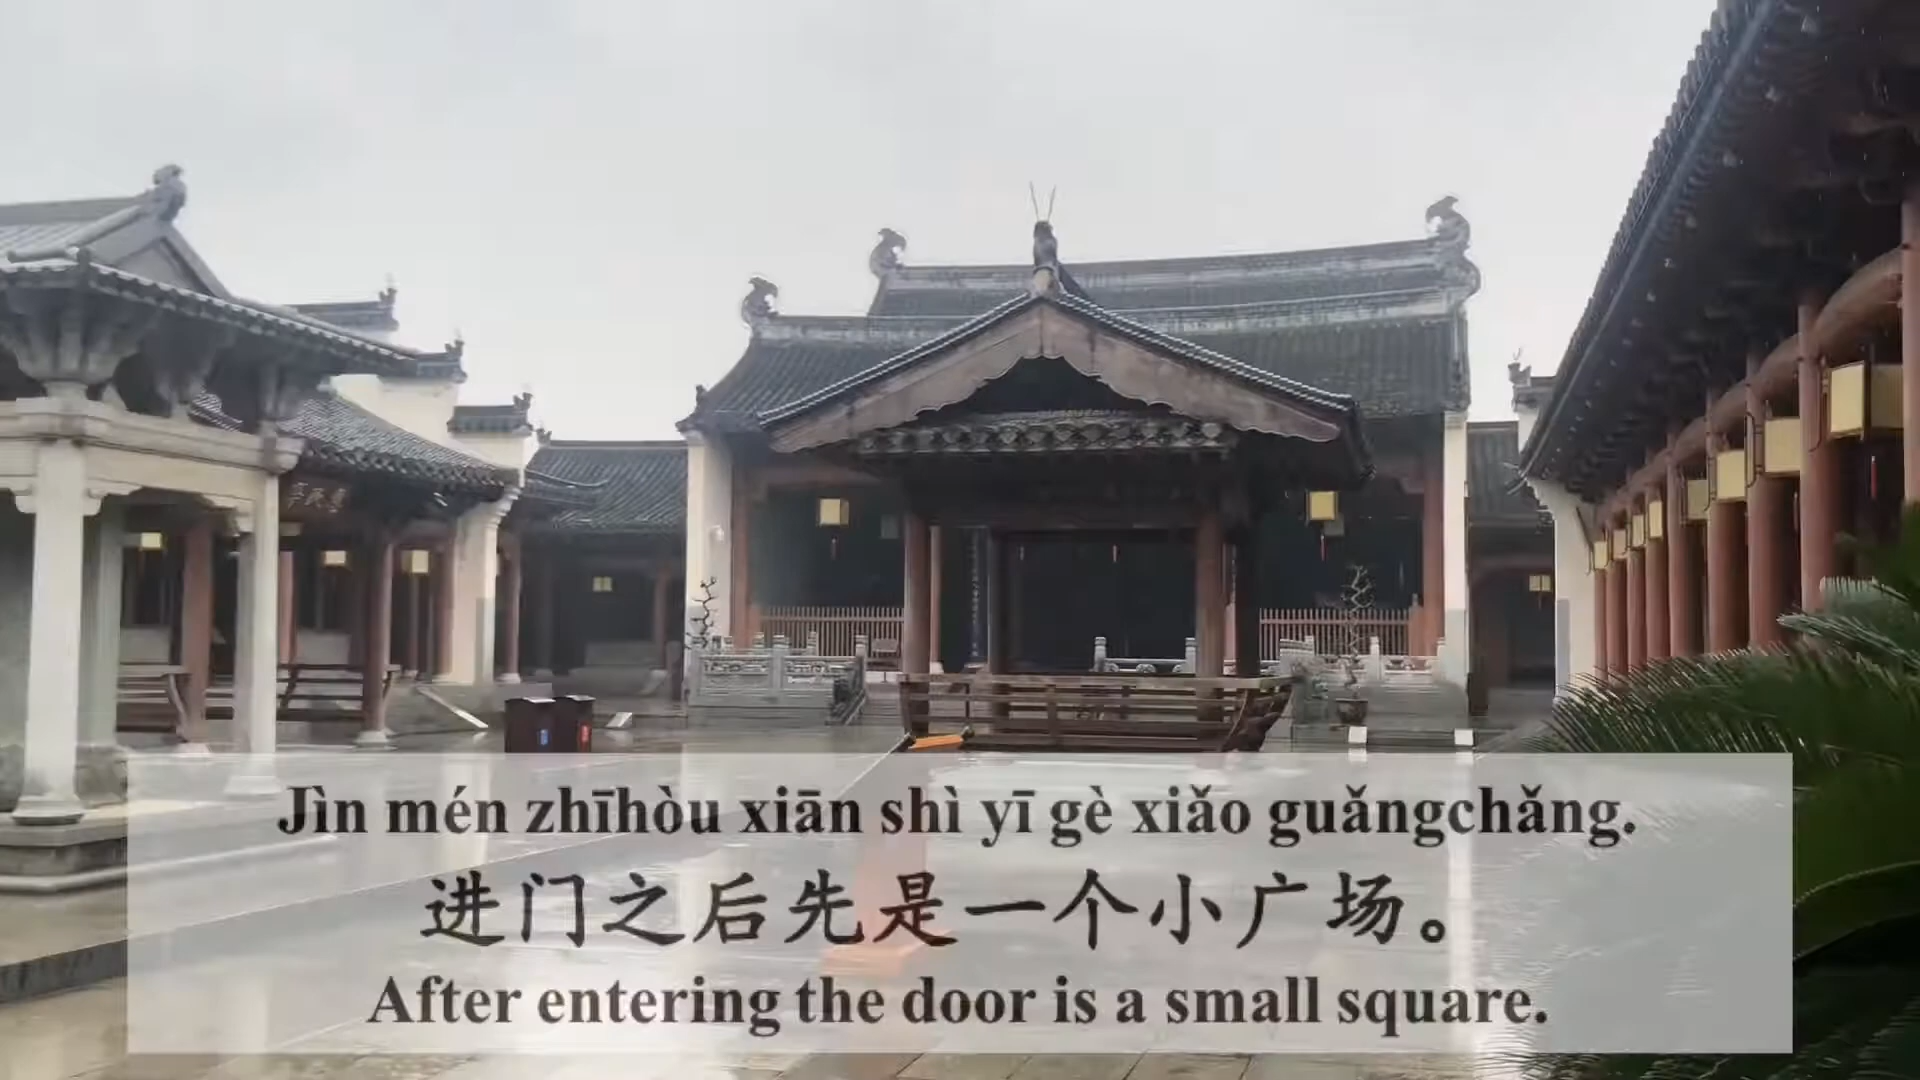 Jìn mén zhīhòu xiān shì yī gè xiǎo guǎngchǎng.
进门之后先是一个小广场。
After entering the door is a small square.